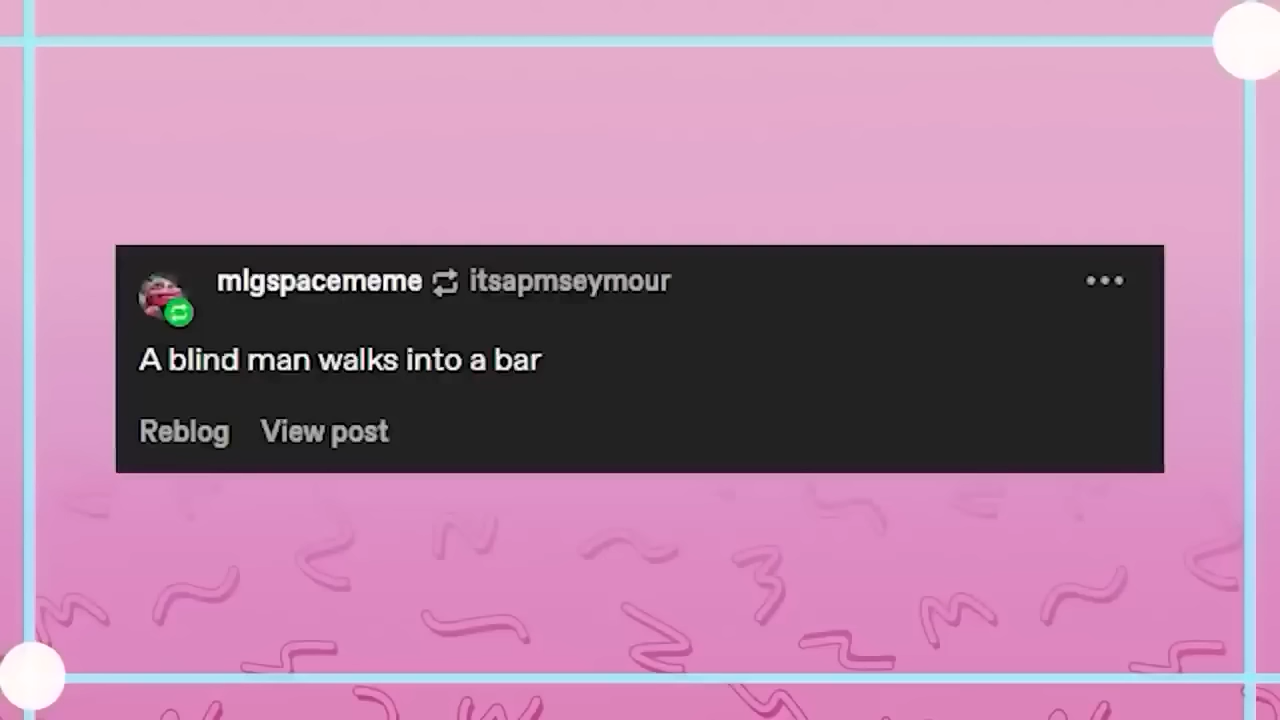 mlgspacememe itsapmseymour
A blind man walks into a bar
Reblog View post